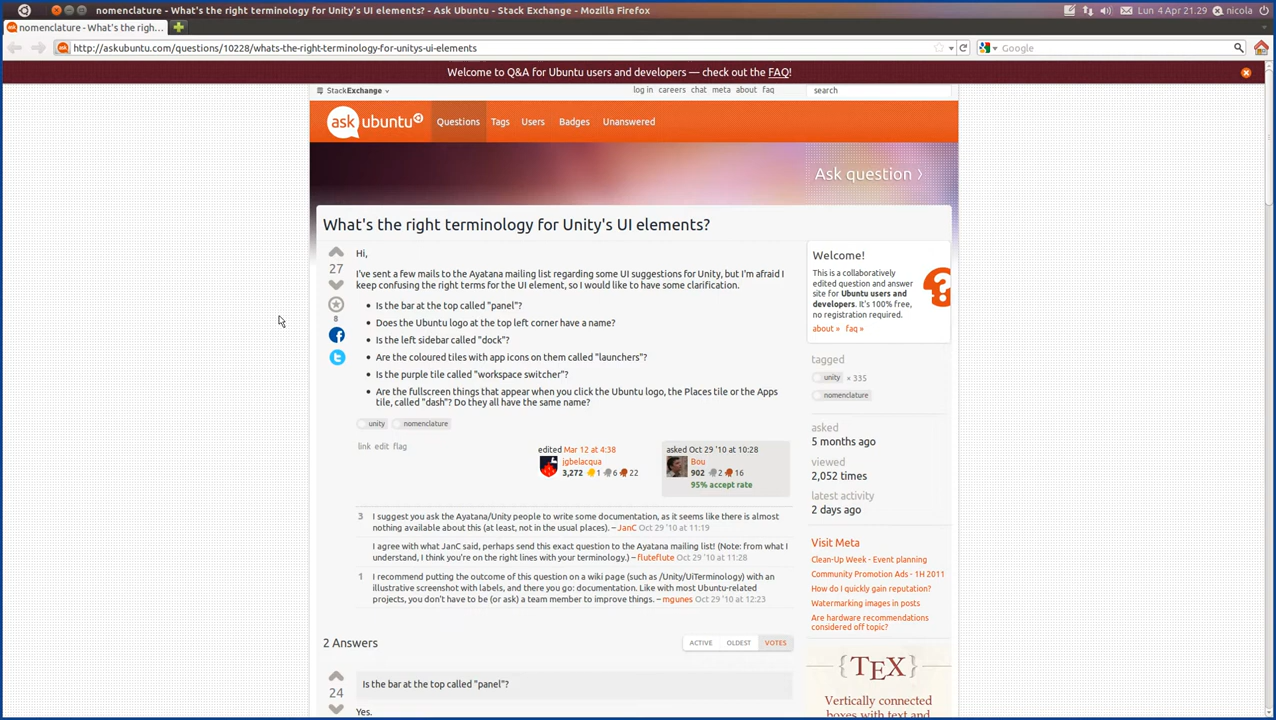 nomenclature - What's the right terminology for Unity's UI elements? - Ask Ubuntu - Stack Exchange - Mozilla Firefox
Lun 4 Apr 21.29 nicola
nomenclature - What's the righ...
http://askubuntu.com/questions/10228/whats-the-right-terminology-for-unitys-ui-elements
Google
Welcome to Q&A for Ubuntu users and developers — check out the FAQ!
StackExchange
log in careers chat meta about faq
search
ask ubuntu
Questions Tags Users Badges Unanswered
Ask question ›
What's the right terminology for Unity's UI elements?
27
8
Hi,
I've sent a few mails to the Ayatana mailing list regarding some UI suggestions for Unity, but I'm afraid I
keep confusing the right terms for the UI element, so I would like to have some clarification.
• Is the bar at the top called "panel"?
• Does the Ubuntu logo at the top left corner have a name?
• Is the left sidebar called "dock"?
• Are the coloured tiles with app icons on them called "launchers"?
• Is the purple tile called "workspace switcher"?
• Are the fullscreen things that appear when you click the Ubuntu logo, the Places tile or the Apps
tile, called "dash"? Do they all have the same name?
unity nomenclature
link edit flag
edited Mar 12 at 4:38
jgbelacqua
3,272 1 6 22
asked Oct 29 '10 at 10:28
Bou
902 2 16
95% accept rate
3 I suggest you ask the Ayatana/Unity people to write some documentation, as it seems like there is almost
nothing available about this (at least, not in the usual places). – JanC Oct 29 '10 at 11:19
I agree with what JanC said, perhaps send this exact question to the Ayatana mailing list! (Note: from what I
understand, I think you're on the right lines with your terminology.) – fluteflute Oct 29 '10 at 11:28
1 I recommend putting the outcome of this question on a wiki page (such as /Unity/UiTerminology) with an
illustrative screenshot with labels, and there you go: documentation. Like with most Ubuntu-related
projects, you don't have to be (or ask) a team member to improve things. – mgunes Oct 29 '10 at 12:23
2 Answers
ACTIVE OLDEST VOTES
24
Is the bar at the top called "panel"?
Yes.
Welcome!
This is a collaboratively
edited question and answer
site for Ubuntu users and
developers. It's 100% free,
no registration required.
about » faq »
tagged
unity × 335
nomenclature
asked
5 months ago
viewed
2,052 times
latest activity
2 days ago
Visit Meta
Clean-Up Week - Event planning
Community Promotion Ads - 1H 2011
How do I quickly gain reputation?
Watermarking images in posts
Are hardware recommendations
considered off topic?
{TEX}
Vertically connected
boxes with text and